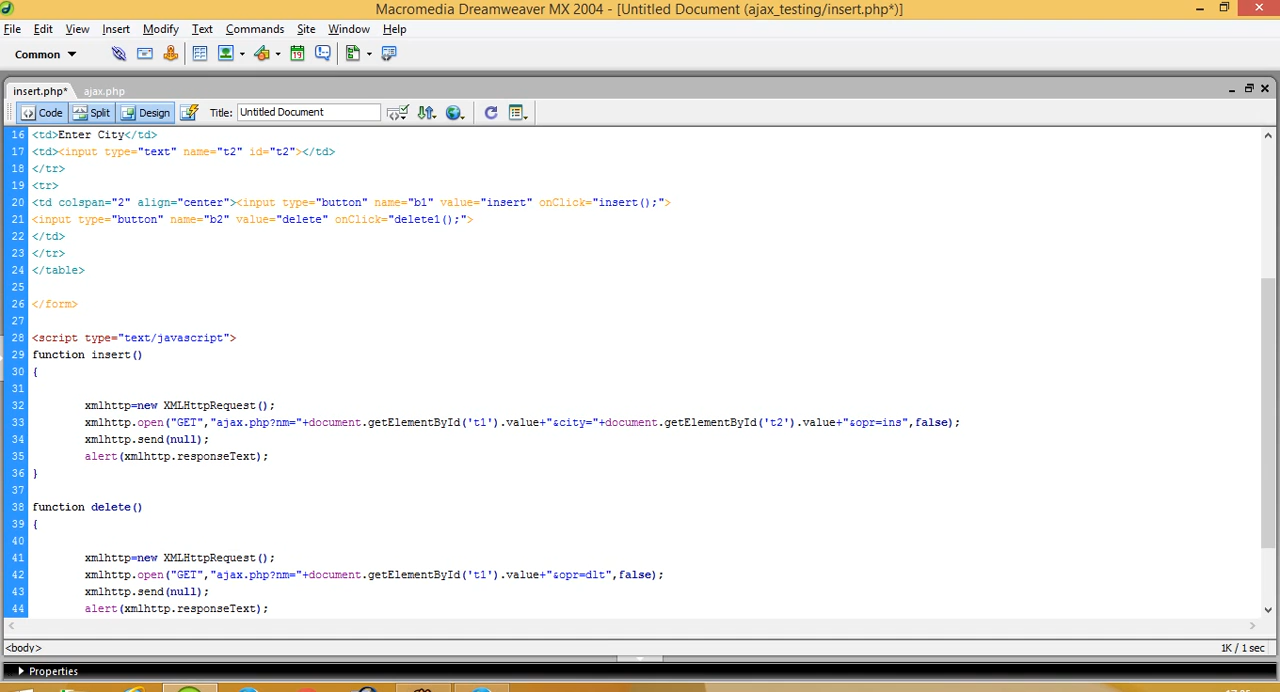 Macromedia Dreamweaver MX 2004 - [Untitled Document (ajax_testing/insert.php*)]
File Edit View Insert Modify Text Commands Site Window Help
Common
insert.php* ajax.php
Code Split Design Title: Untitled Document
16 <td>Enter City</td>
17 <td><input type="text" name="t2" id="t2"></td>
18 </tr>
19 <tr>
20 <td colspan="2" align="center"><input type="button" name="b1" value="insert" onClick="insert();">
21 <input type="button" name="b2" value="delete" onClick="delete1();">
22 </td>
23 </tr>
24 </table>
25
26 </form>
27
28 <script type="text/javascript">
29 function insert()
30 {
31
32 xmlhttp=new XMLHttpRequest();
33 xmlhttp.open("GET","ajax.php?nm="+document.getElementById('t1').value+"&city="+document.getElementById('t2').value+"&opr=ins",false);
34 xmlhttp.send(null);
35 alert(xmlhttp.responseText);
36 }
37
38 function delete()
39 {
40
41 xmlhttp=new XMLHttpRequest();
42 xmlhttp.open("GET","ajax.php?nm="+document.getElementById('t1').value+"&opr=dlt",false);
43 xmlhttp.send(null);
44 alert(xmlhttp.responseText);
<body> 1K / 1 sec
Properties